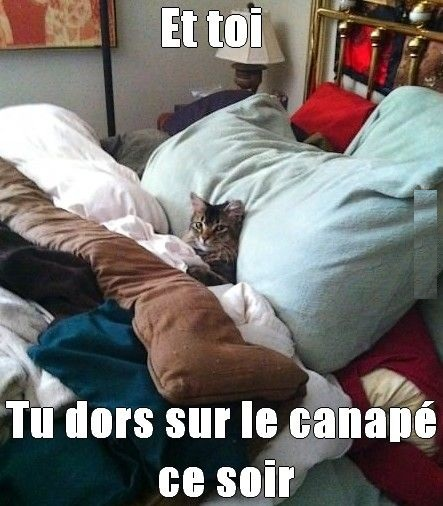 Et toi
Tu dors sur le canapé
ce soir